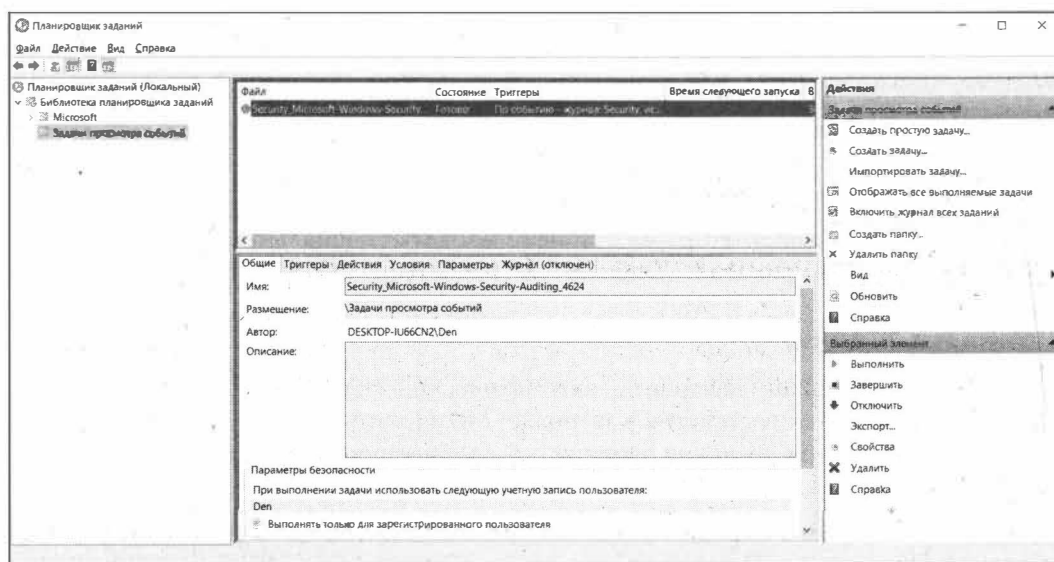 Планировщик заданий
Файл Действие Вид Справка
Планировщик заданий (Локальный)
Библиотека планировщика заданий
Microsoft
Задачи просмотра событий
Файл Состояние Триггеры Время следующего запуска В
Security_Microsoft-Windows-Security... Готово По событию - журнал: Security, ис...
Общие Триггеры Действия Условия Параметры Журнал (отключен)
Имя: Security_Microsoft-Windows-Security-Auditing_4624
Размещение: \Задачи просмотра событий
Автор: DESKTOP-IU66CN2\Den
Описание:
Параметры безопасности
При выполнении задачи использовать следующую учетную запись пользователя:
Den
Выполнять только для зарегистрированного пользователя
Действия
Задачи просмотра событий
Создать простую задачу...
Создать задачу...
Импортировать задачу...
Отображать все выполняемые задачи
Включить журнал всех заданий
Создать папку...
Удалить папку
Вид
Обновить
Справка
Выбранный элемент
Выполнить
Завершить
Отключить
Экспорт...
Свойства
Удалить
Справка